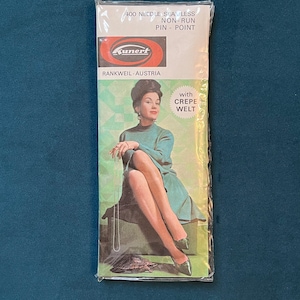 400 NEEDLE SEAMLESS
NON-RUN
PIN - POINT
Kunert
RANKWEIL-AUSTRIA
with
CREPE
WELT